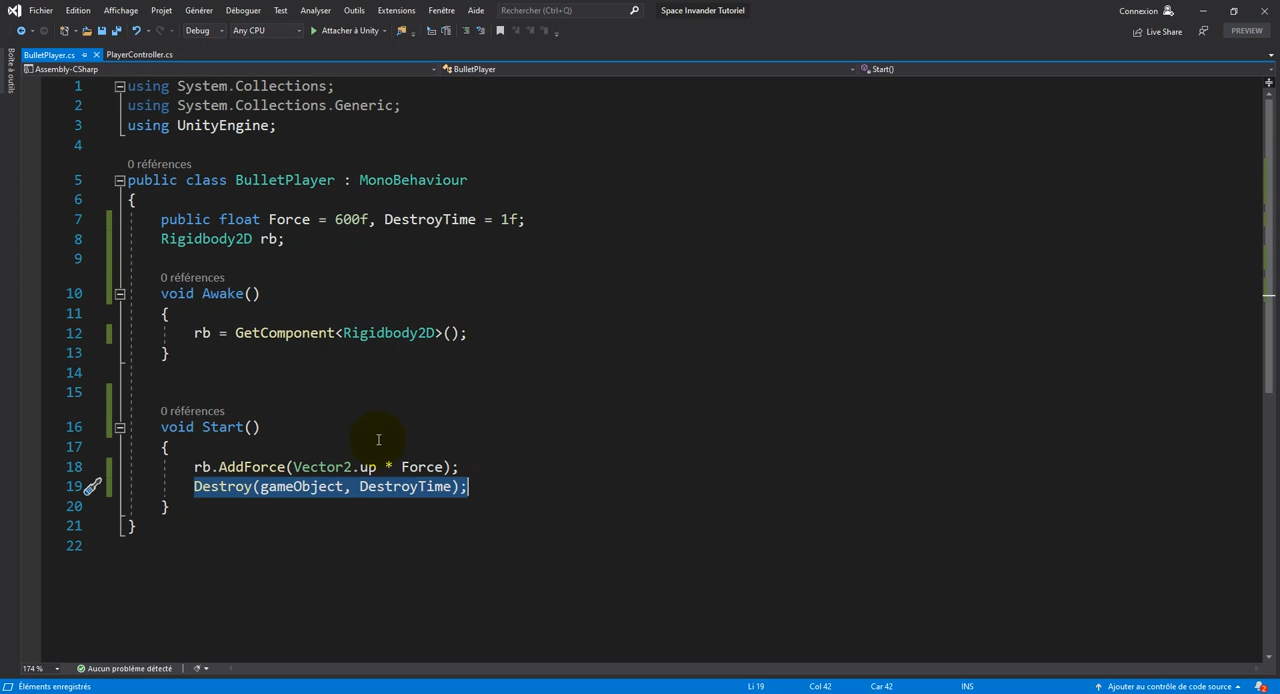 Fichier Edition Affichage Projet Générer Déboguer Test Analyser Outils Extensions Fenêtre Aide Rechercher (Ctrl+Q) Space Invander Tutoriel Connexion
Debug Any CPU Attacher à Unity Live Share PREVIEW
Boîte à outils
BulletPlayer.cs PlayerController.cs
Assembly-CSharp BulletPlayer Start()
1 using System.Collections;
2 using System.Collections.Generic;
3 using UnityEngine;
4
0 références
5 public class BulletPlayer : MonoBehaviour
6 {
7 public float Force = 600f, DestroyTime = 1f;
8 Rigidbody2D rb;
9
0 références
10 void Awake()
11 {
12 rb = GetComponent<Rigidbody2D>();
13 }
14
15
0 références
16 void Start()
17 {
18 rb.AddForce(Vector2.up * Force);
19 Destroy(gameObject, DestroyTime);
20 }
21 }
22
174 % Aucun problème détecté
Éléments enregistrés Li 19 Col 42 Car 42 INS Ajouter au contrôle de code source 2